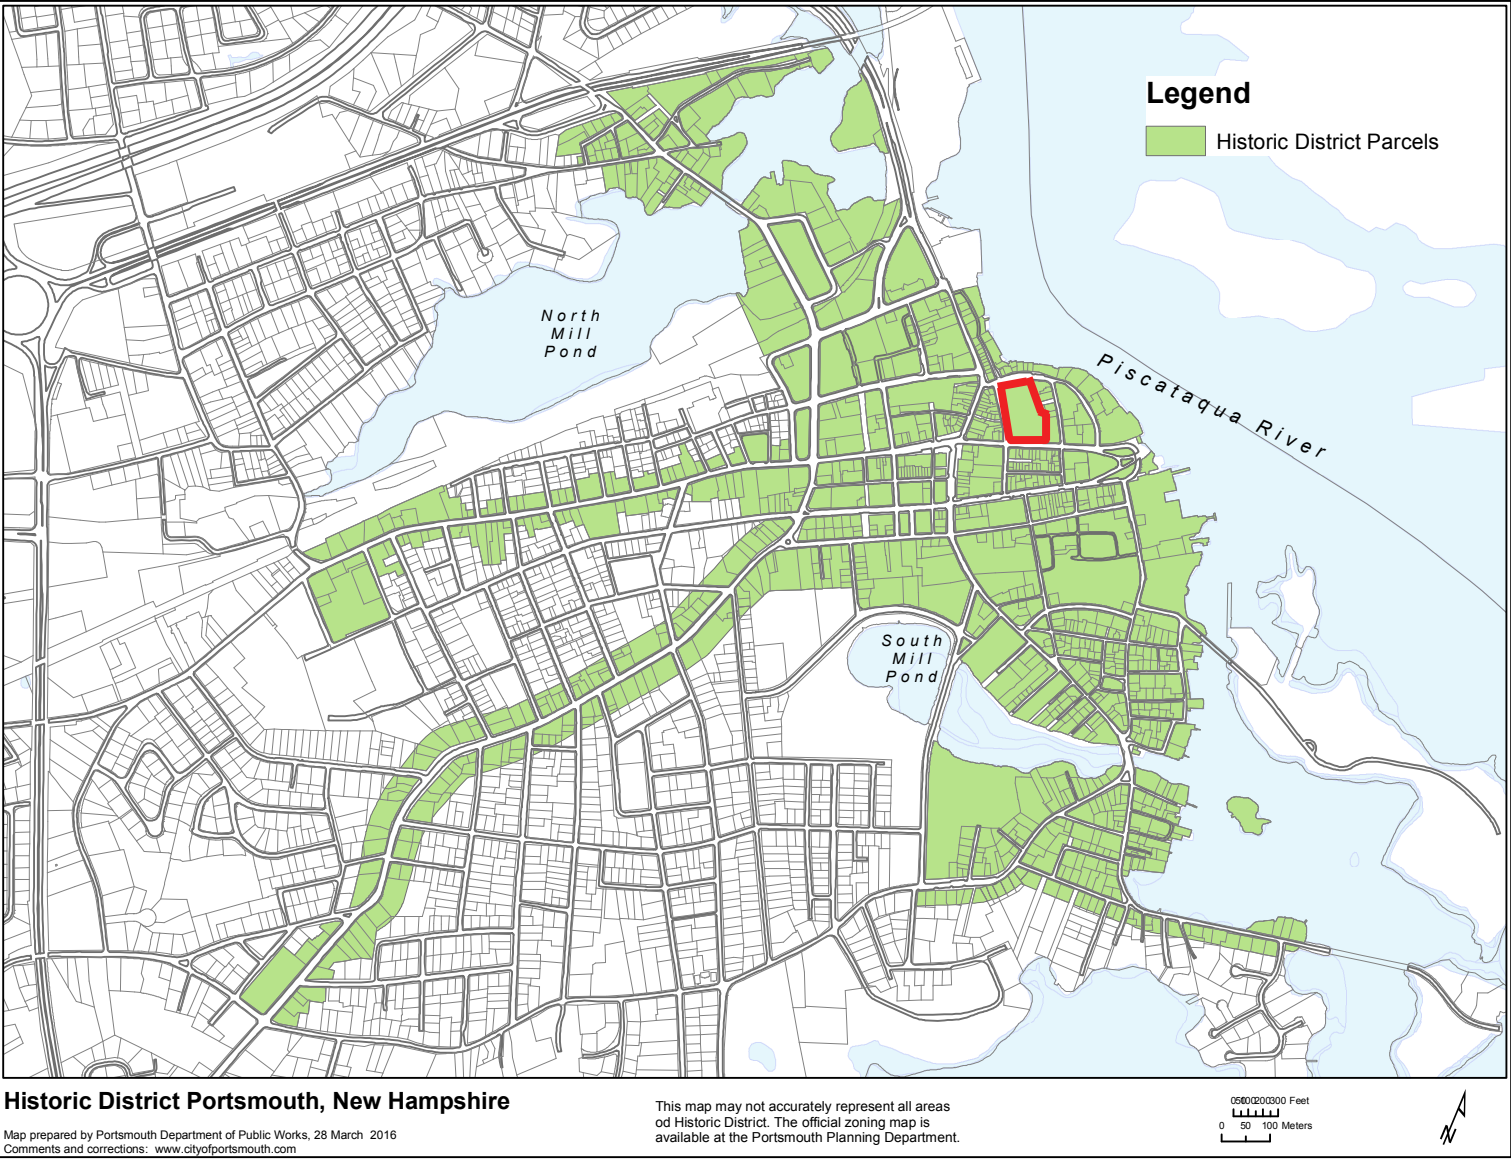 Legend
Historic District Parcels
North
Mill
Pond
Piscataqua River
South
Mill
Pond
Historic District Portsmouth, New Hampshire
Map prepared by Portsmouth Department of Public Works, 28 March 2016
Comments and corrections: www.cityofportsmouth.com
This map may not accurately represent all areas
od Historic District. The official zoning map is
available at the Portsmouth Planning Department.
Feet
0 50 100 Meters
N